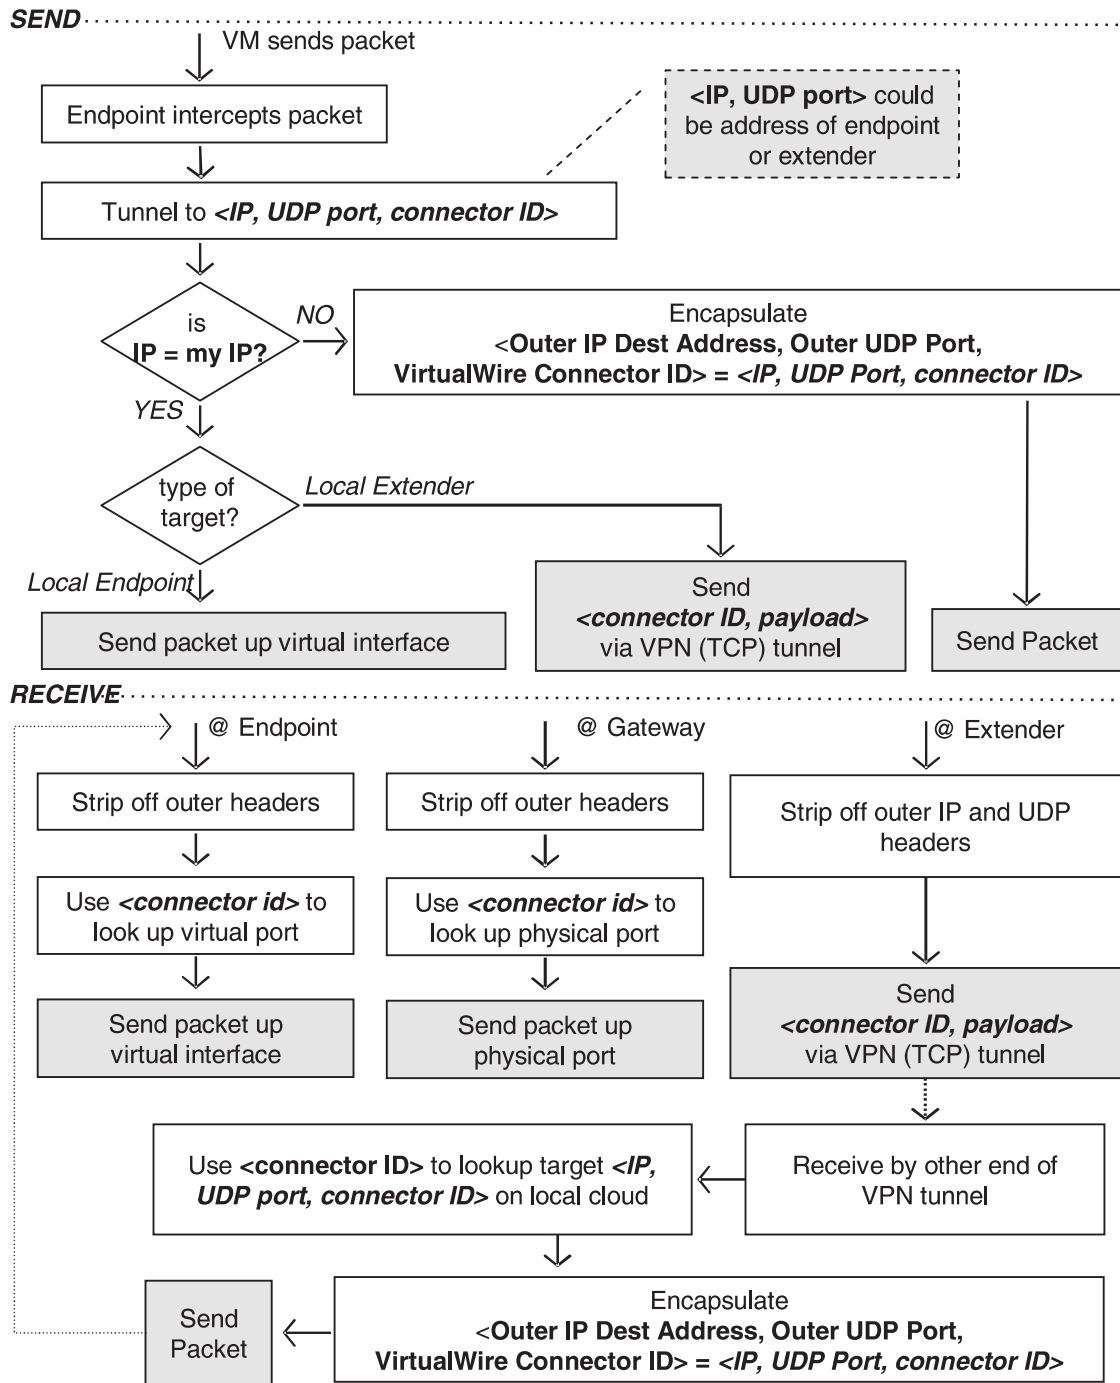 SEND
VM sends packet
Endpoint intercepts packet
<IP, UDP port> could
be address of endpoint
or extender
Tunnel to <IP, UDP port, connector ID>
is
IP = my IP?
NO
Encapsulate
<Outer IP Dest Address, Outer UDP Port,
VirtualWire Connector ID> = <IP, UDP Port, connector ID>
YES
type of
target?
Local Extender
Local Endpoint
Send packet up virtual interface
Send
<connector ID, payload>
via VPN (TCP) tunnel
Send Packet
RECEIVE
@ Endpoint
@ Gateway
@ Extender
Strip off outer headers
Strip off outer headers
Strip off outer IP and UDP
headers
Use <connector id> to
look up virtual port
Use <connector id> to
look up physical port
Send packet up
virtual interface
Send packet up
physical port
Send
<connector ID, payload>
via VPN (TCP) tunnel
Use <connector ID> to lookup target <IP,
UDP port, connector ID> on local cloud
Receive by other end of
VPN tunnel
Send
Packet
Encapsulate
<Outer IP Dest Address, Outer UDP Port,
VirtualWire Connector ID> = <IP, UDP Port, connector ID>